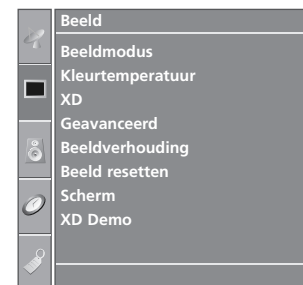 Beeld
Beeldmodus
Kleurtemperatuur
XD
Geavanceerd
Beeldverhouding
Beeld resetten
Scherm
XD Demo